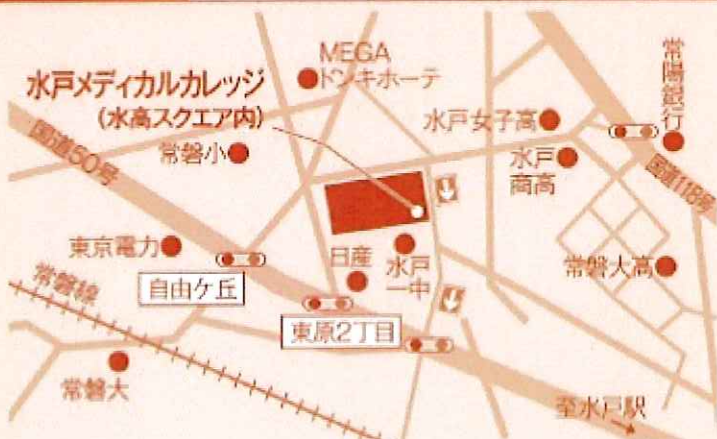 MEGA
ドンキホーテ
水戸メディカルカレッジ
(水高スクエア内)
国道50号
常磐小
水戸女子高
水戸
商高
常陽銀行
国道118号
東京電力
自由ケ丘
日産
水戸
一中
常磐大高
常磐線
東原2丁目
常磐大
至水戸駅